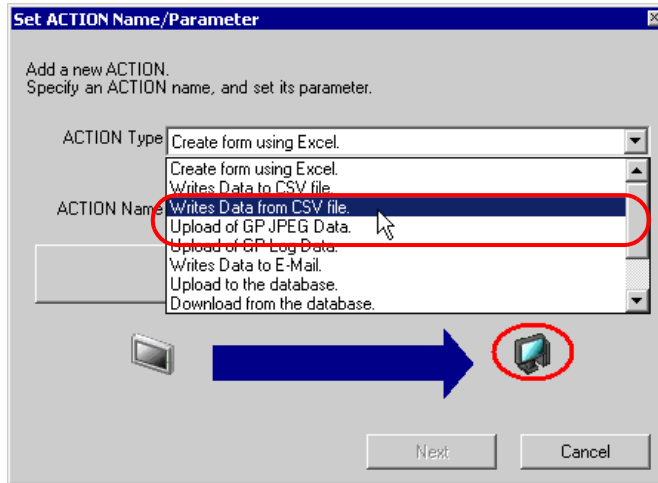 Set ACTION Name/Parameter
Add a new ACTION.
Specify an ACTION name, and set its parameter.
ACTION Type
Create form using Excel.
Create form using Excel.
Writes Data to CSV file.
ACTION Name
Writes Data from CSV file.
Upload of GP JPEG Data.
Upload of GP Log Data.
Writes Data to E-Mail.
Upload to the database.
Download from the database.
Next
Cancel